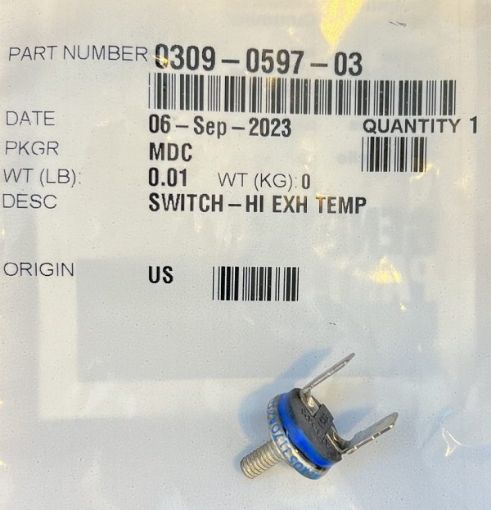 PART NUMBER 0309-0597-03
DATE 06-Sep-2023 QUANTITY 1
PKGR MDC
WT (LB): 0.01 WT (KG): 0
DESC SWITCH-HI EXH TEMP
ORIGIN US